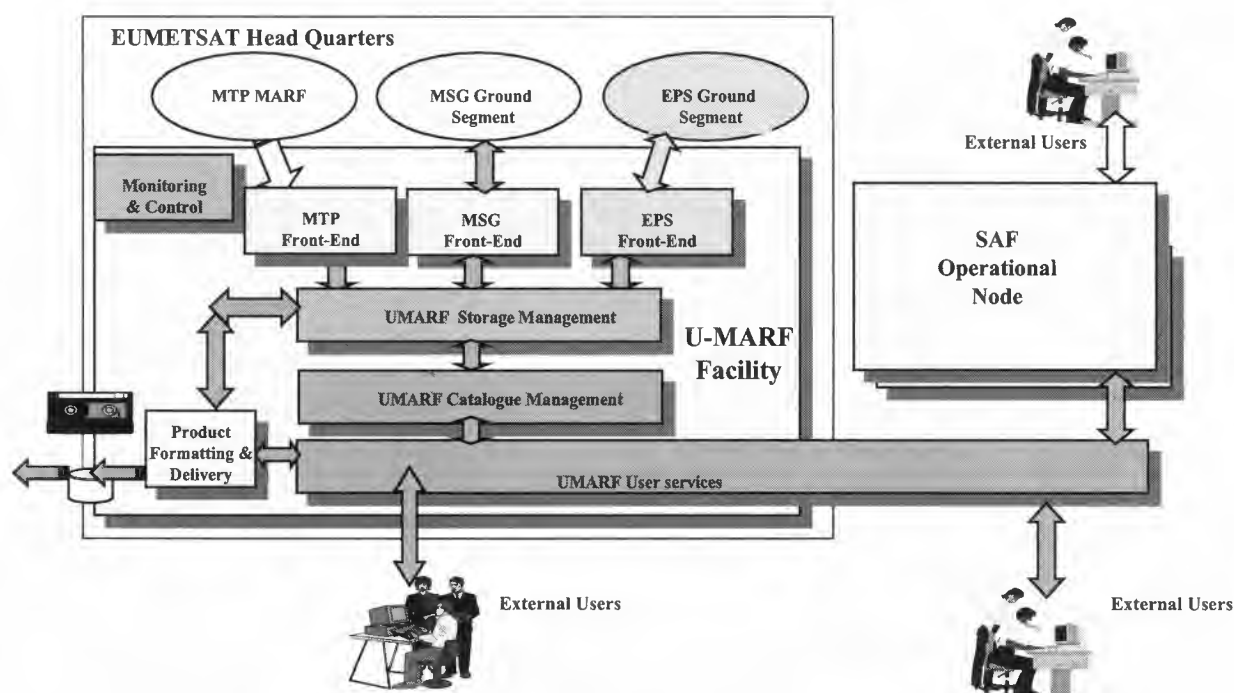 EUMETSAT Head Quarters
MTP MARF
MSG Ground
Segment
EPS Ground
Segment
External Users
Monitoring
& Control
MTP
Front-End
MSG
Front-End
EPS
Front-End
SAF
Operational
Node
UMARF Storage Management
U-MARF
Facility
UMARF Catalogue Management
Product
Formatting &
Delivery
UMARF User services
External Users
External Users